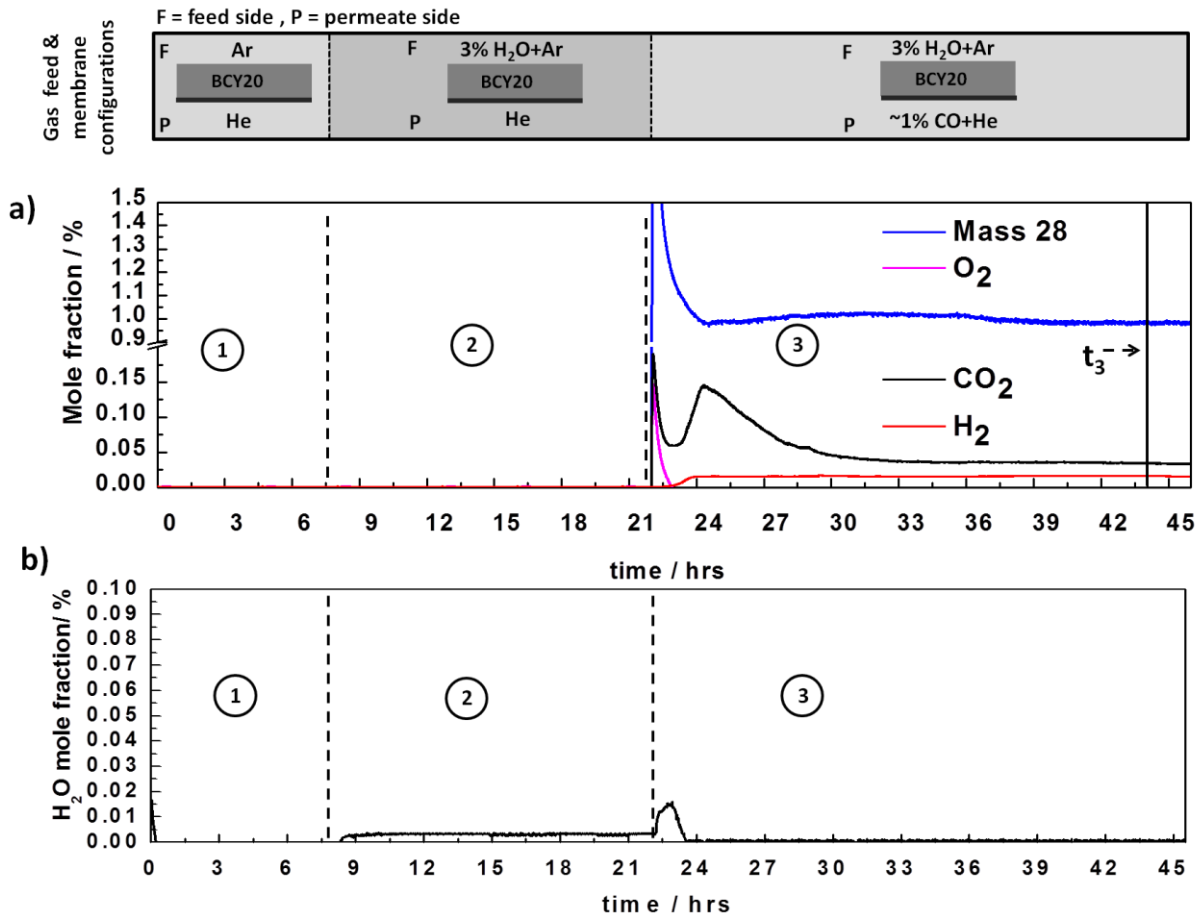 F = feed side , P = permeate side
Gas feed &
membrane
configurations
F Ar F 3% H₂O+Ar F 3% H₂O+Ar
BCY20 BCY20 BCY20
P He P He P ~1% CO+He
a)
Mole fraction / %
1.5
1.4
1.3
1.2
1.1
1.0
0.9
0.15
0.10
0.05
0.00
Mass 28
O₂
1 2 3
t₃
CO₂
H₂
0 3 6 9 12 15 18 21 24 27 30 33 36 39 42 45
time / hrs
b)
H₂O mole fraction/ %
0.10
0.09
0.08
0.07
0.06
0.05
0.04
0.03
0.02
0.01
0.00
1 2 3
0 3 6 9 12 15 18 21 24 27 30 33 36 39 42 45
time / hrs